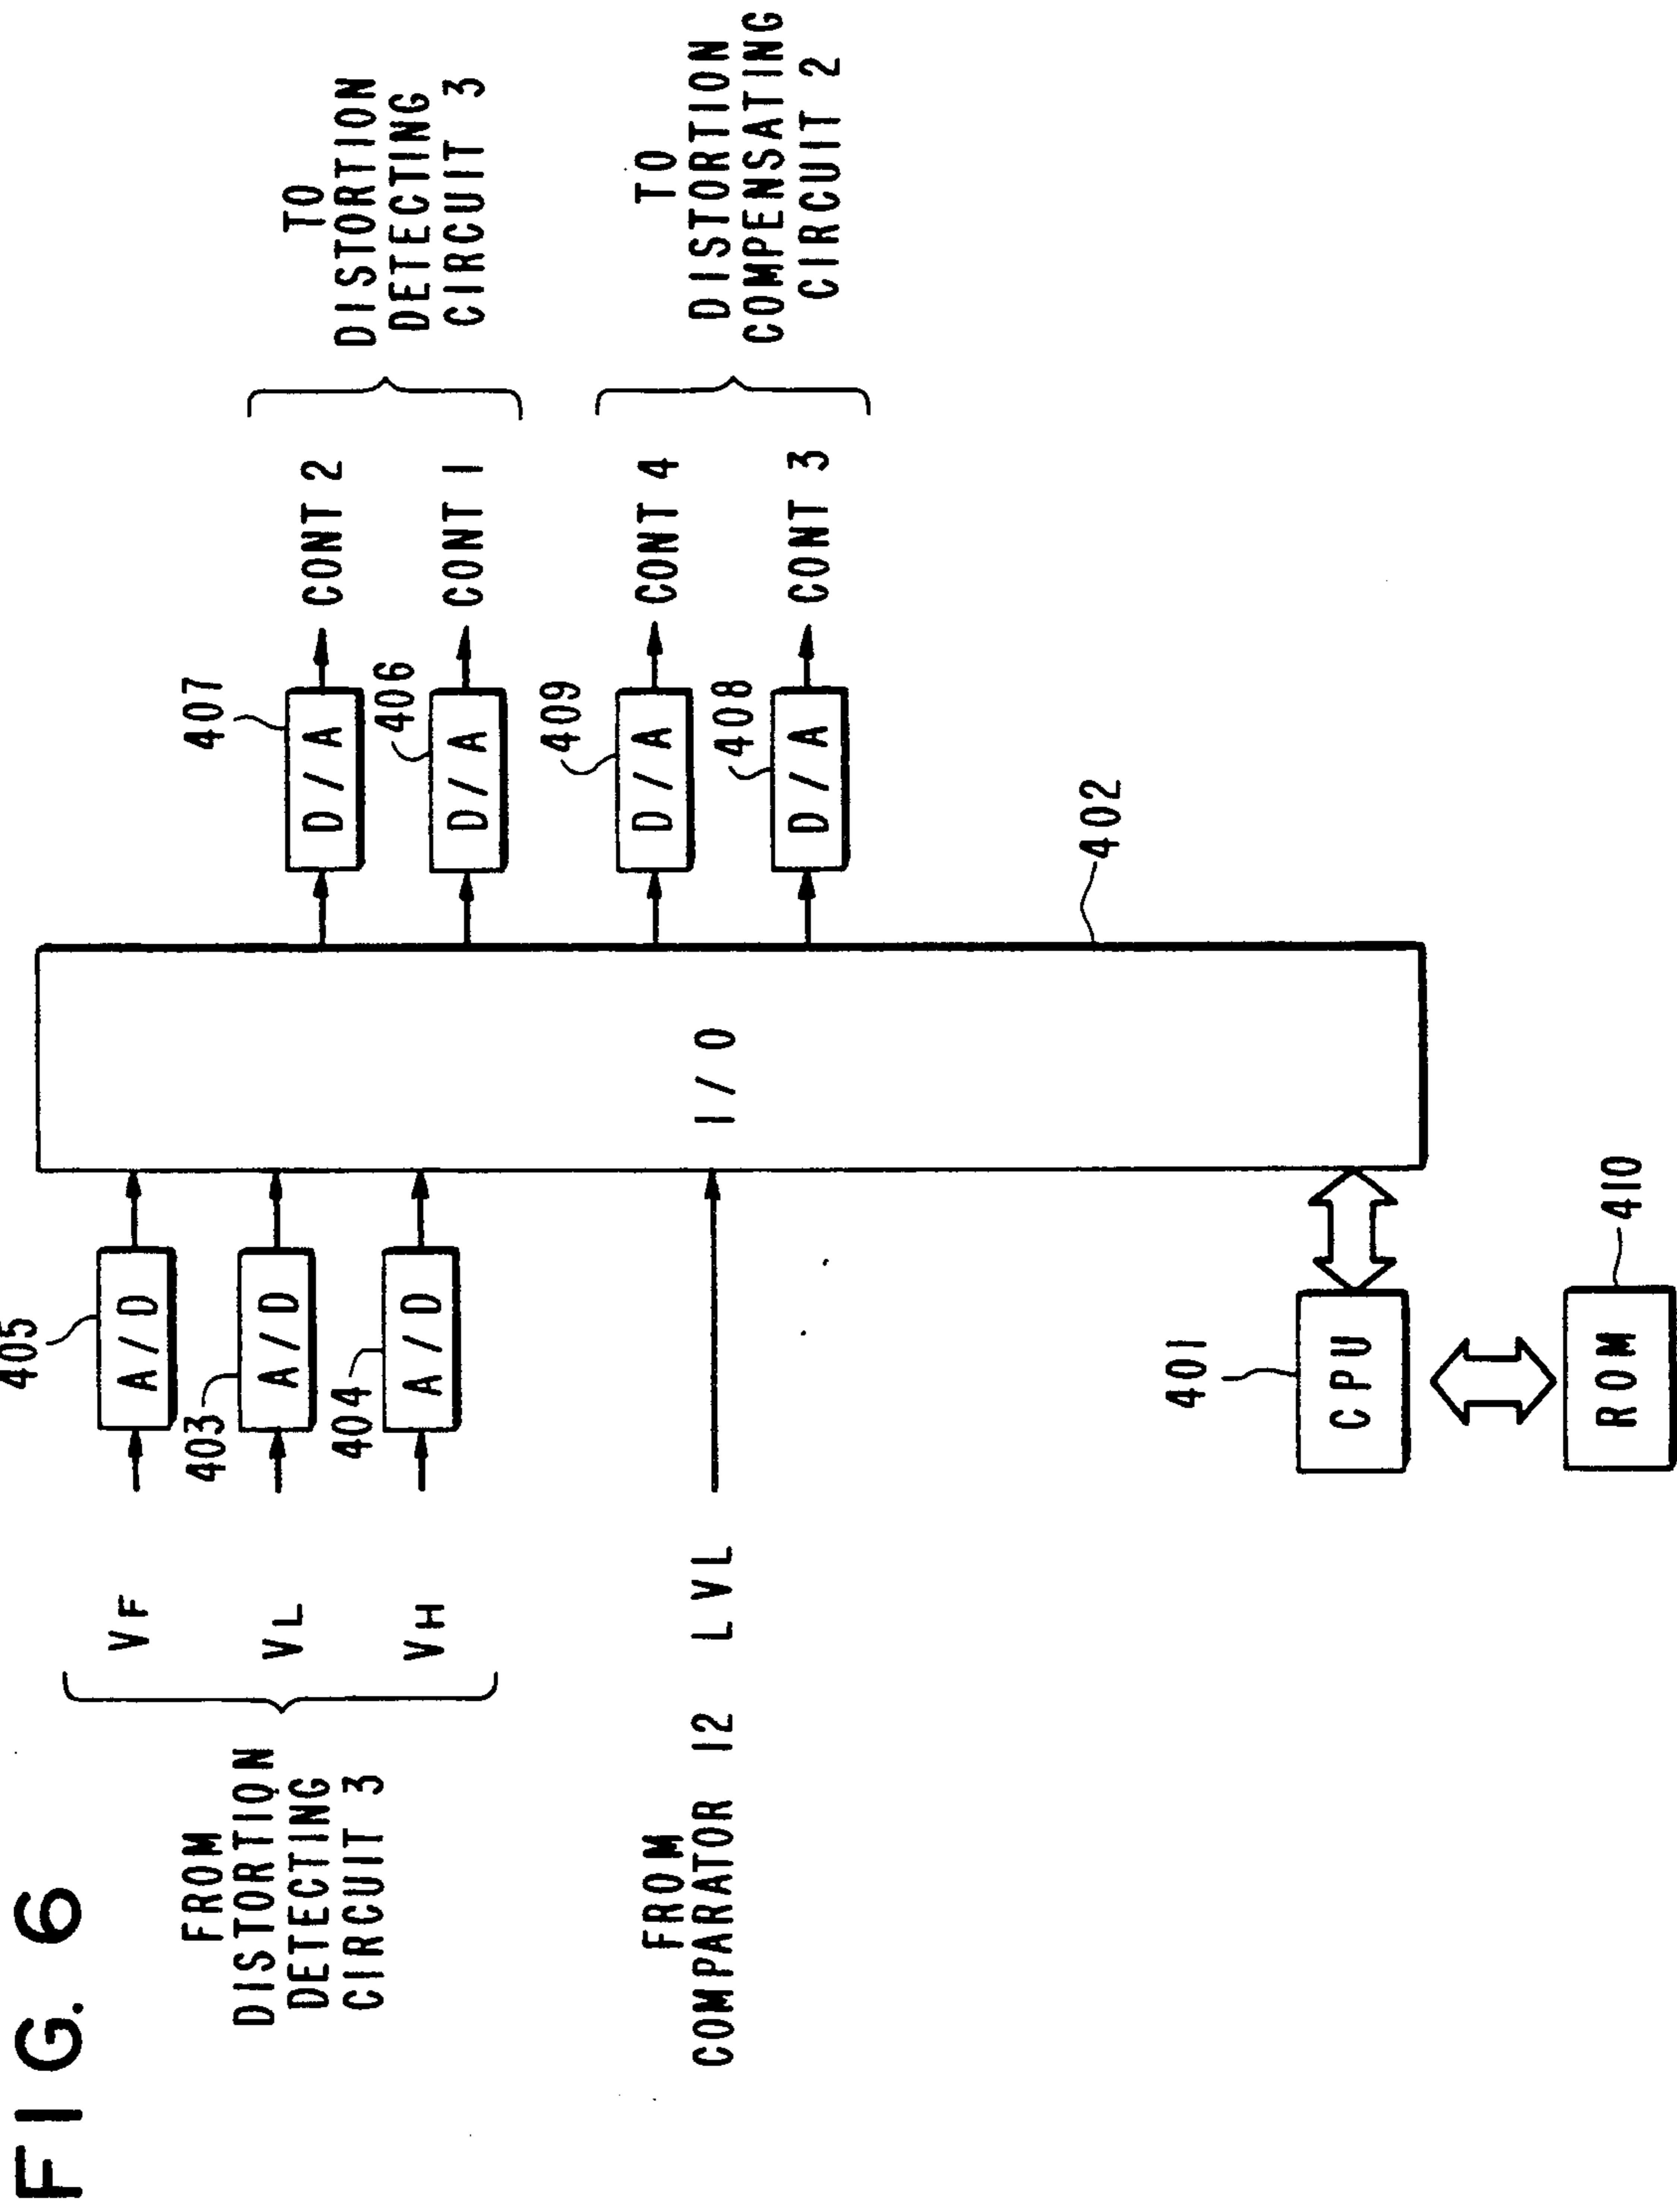 FIG. 6
405
407
FROM
DISTORTION
DETECTING
CIRCUIT 3
VF
A/D
403
VL
A/D
404
VH
A/D
D/A
CONT 2
406
D/A
CONT 1
TO
DISTORTION
DETECTING
CIRCUIT 3
FROM
COMPARATOR 12
LVL
I/O
409
D/A
CONT 4
408
D/A
CONT 3
TO
DISTORTION
COMPENSATING
CIRCUIT 2
402
401
CPU
410
ROM